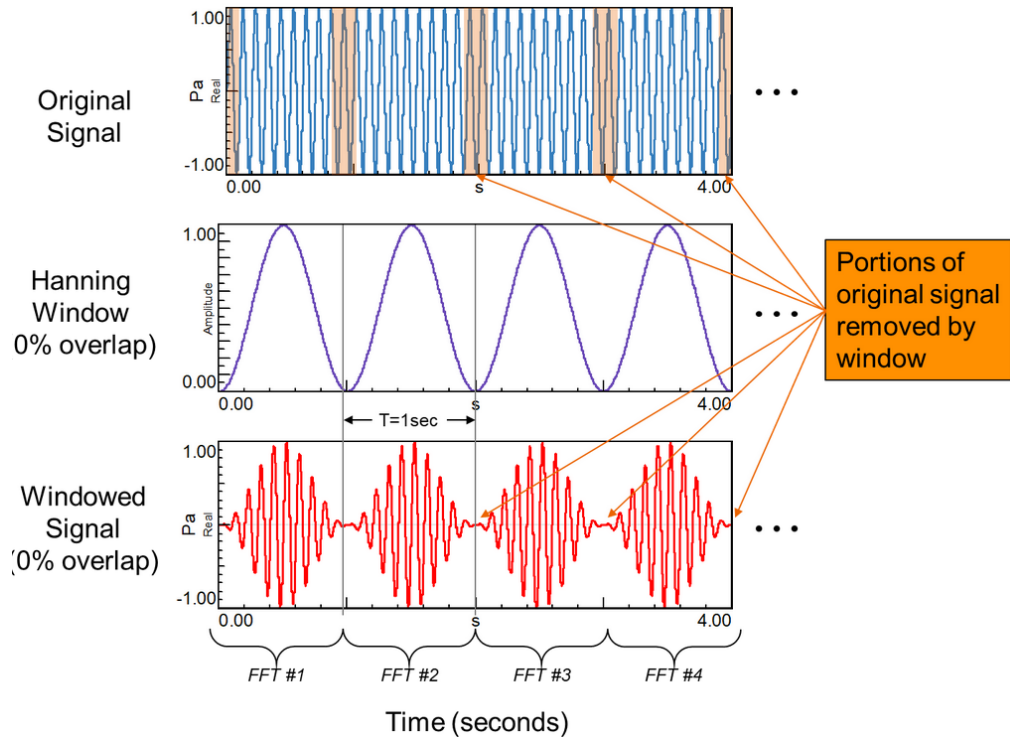 Original
Signal
1.00
Pa
Real
-1.00
0.00
s
4.00
• • •
Hanning
Window
0% overlap)
1.00
Amplitude
0.00
0.00
s
4.00
• • •
T=1sec
Portions of
original signal
removed by
window
Windowed
Signal
(0% overlap)
1.00
Pa
Real
-1.00
0.00
s
4.00
• • •
FFT #1
FFT #2
FFT #3
FFT #4
Time (seconds)